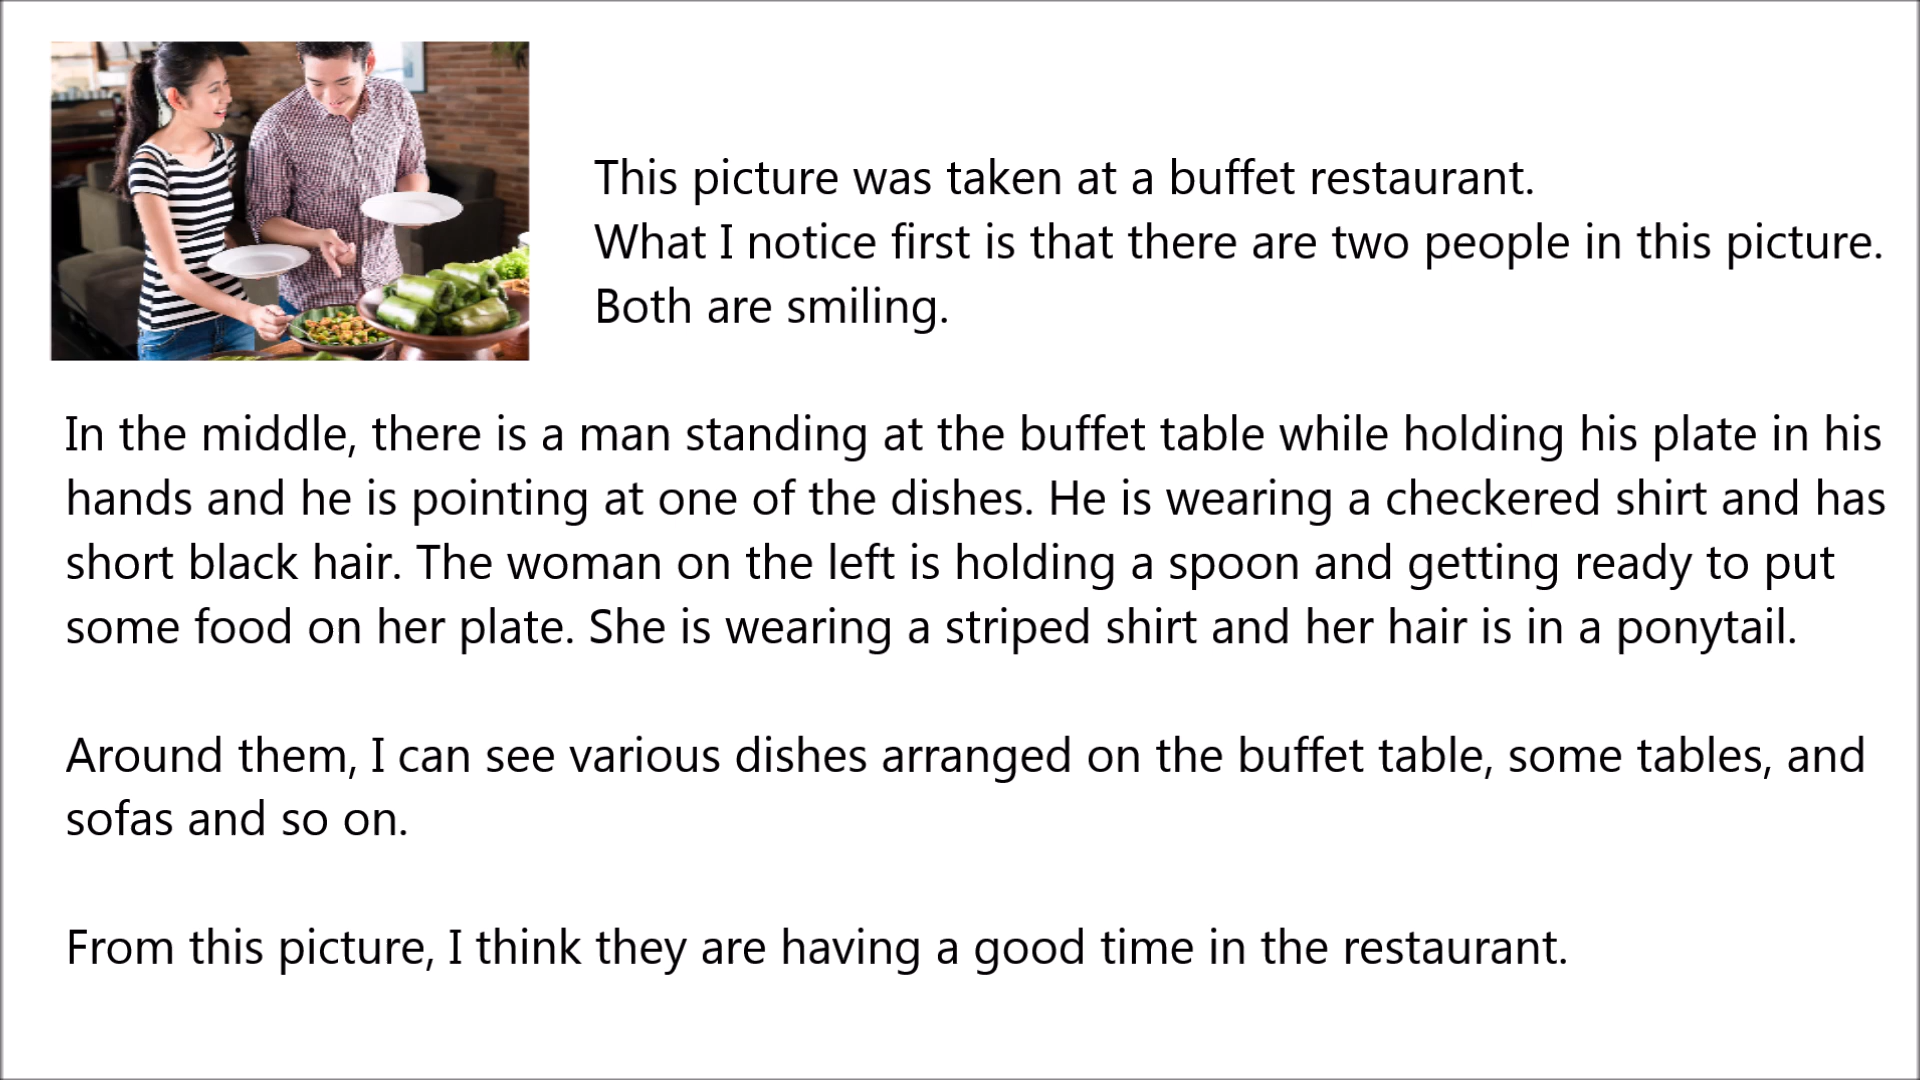 This picture was taken at a buffet restaurant.
What I notice first is that there are two people in this picture.
Both are smiling.
In the middle, there is a man standing at the buffet table while holding his plate in his
hands and he is pointing at one of the dishes. He is wearing a checkered shirt and has
short black hair. The woman on the left is holding a spoon and getting ready to put
some food on her plate. She is wearing a striped shirt and her hair is in a ponytail.
Around them, I can see various dishes arranged on the buffet table, some tables, and
sofas and so on.
From this picture, I think they are having a good time in the restaurant.